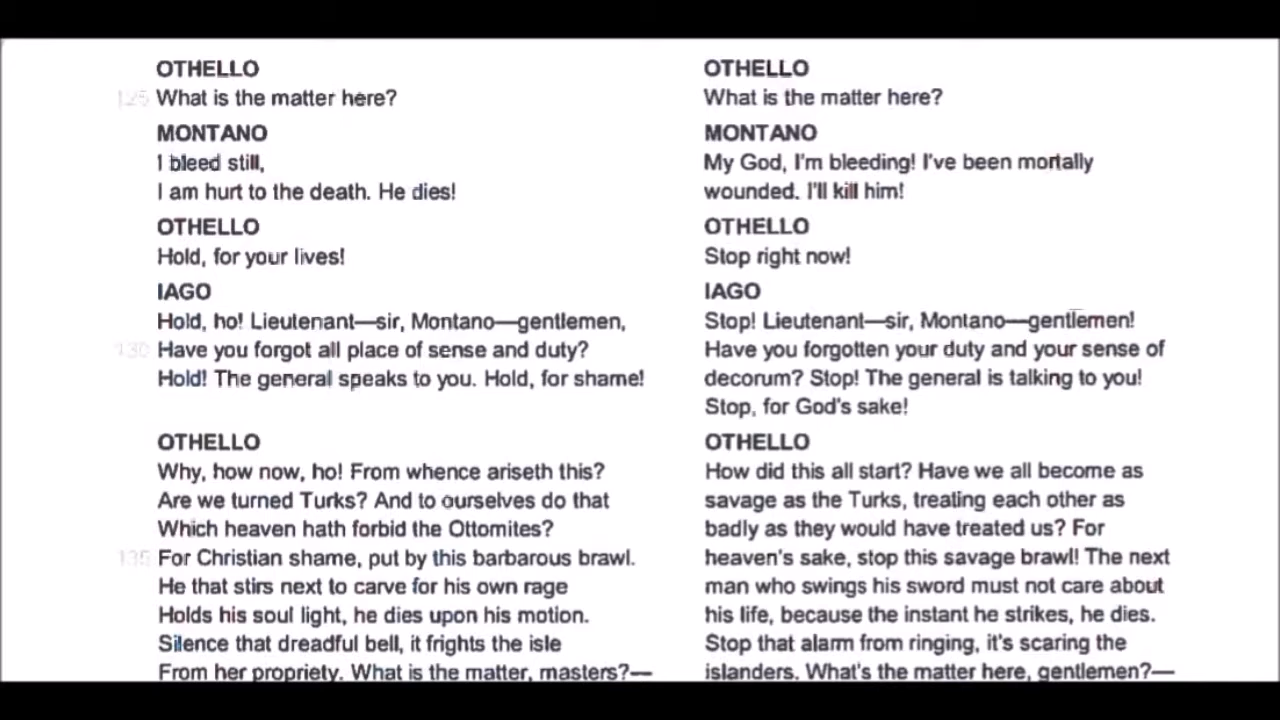 OTHELLO
125 What is the matter here?
MONTANO
I bleed still,
I am hurt to the death. He dies!
OTHELLO
Hold, for your lives!
IAGO
Hold, ho! Lieutenant—sir, Montano—gentlemen,
130 Have you forgot all place of sense and duty?
Hold! The general speaks to you. Hold, for shame!
OTHELLO
Why, how now, ho! From whence ariseth this?
Are we turned Turks? And to ourselves do that
Which heaven hath forbid the Ottomites?
135 For Christian shame, put by this barbarous brawl.
He that stirs next to carve for his own rage
Holds his soul light, he dies upon his motion.
Silence that dreadful bell, it frights the isle
From her propriety. What is the matter, masters?—
OTHELLO
What is the matter here?
MONTANO
My God, I'm bleeding! I've been mortally
wounded. I'll kill him!
OTHELLO
Stop right now!
IAGO
Stop! Lieutenant—sir, Montano—gentlemen!
Have you forgotten your duty and your sense of
decorum? Stop! The general is talking to you!
Stop, for God's sake!
OTHELLO
How did this all start? Have we all become as
savage as the Turks, treating each other as
badly as they would have treated us? For
heaven's sake, stop this savage brawl! The next
man who swings his sword must not care about
his life, because the instant he strikes, he dies.
Stop that alarm from ringing, it's scaring the
islanders. What's the matter here, gentlemen?—